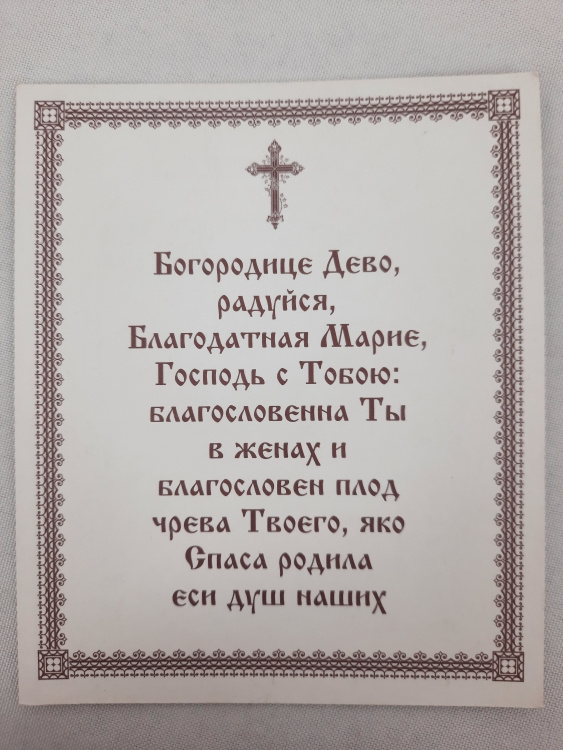 Богородице Дево,
радуйся,
Благодатная Марие,
Господь с Тобою:
благословенна Ты
в женах и
благословен плод
чрева Твоего, яко
Спаса родила
еси душ наших